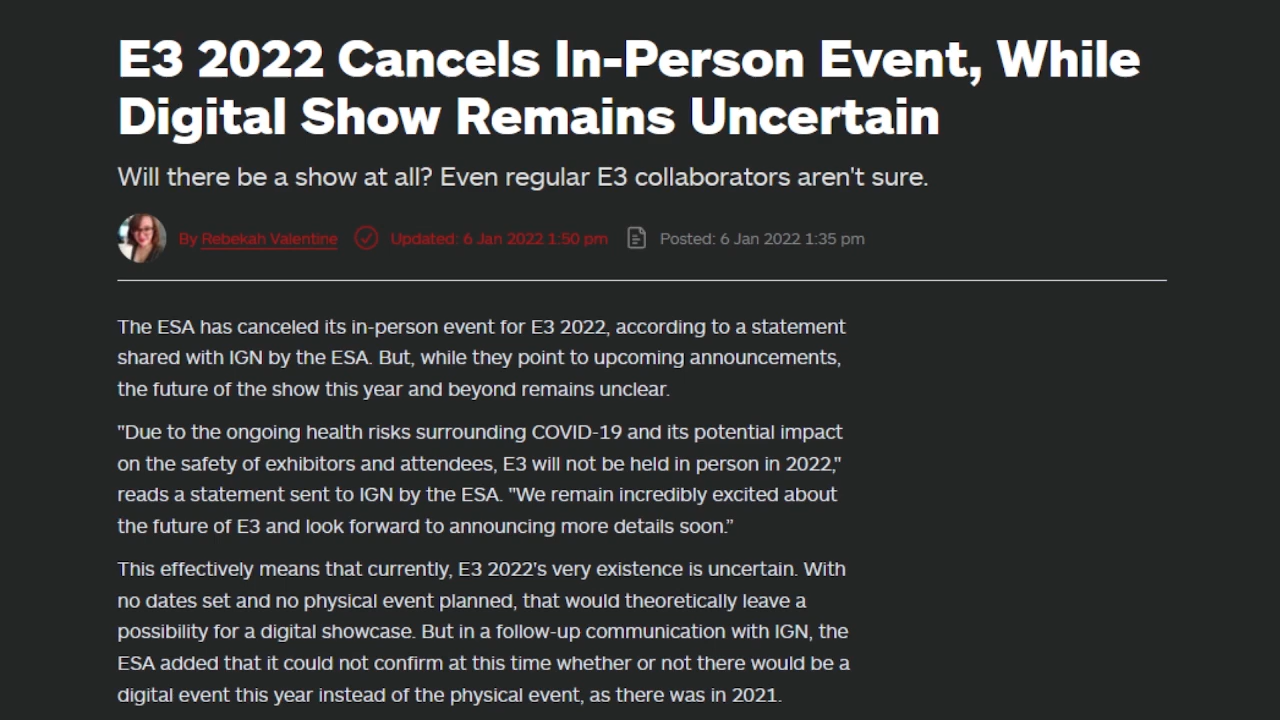 E3 2022 Cancels In-Person Event, While
Digital Show Remains Uncertain
Will there be a show at all? Even regular E3 collaborators aren't sure.
By Rebekah Valentine Updated: 6 Jan 2022 1:50 pm Posted: 6 Jan 2022 1:35 pm
The ESA has canceled its in-person event for E3 2022, according to a statement
shared with IGN by the ESA. But, while they point to upcoming announcements,
the future of the show this year and beyond remains unclear.
"Due to the ongoing health risks surrounding COVID-19 and its potential impact
on the safety of exhibitors and attendees, E3 will not be held in person in 2022,"
reads a statement sent to IGN by the ESA. "We remain incredibly excited about
the future of E3 and look forward to announcing more details soon.”
This effectively means that currently, E3 2022's very existence is uncertain. With
no dates set and no physical event planned, that would theoretically leave a
possibility for a digital showcase. But in a follow-up communication with IGN, the
ESA added that it could not confirm at this time whether or not there would be a
digital event this year instead of the physical event, as there was in 2021.